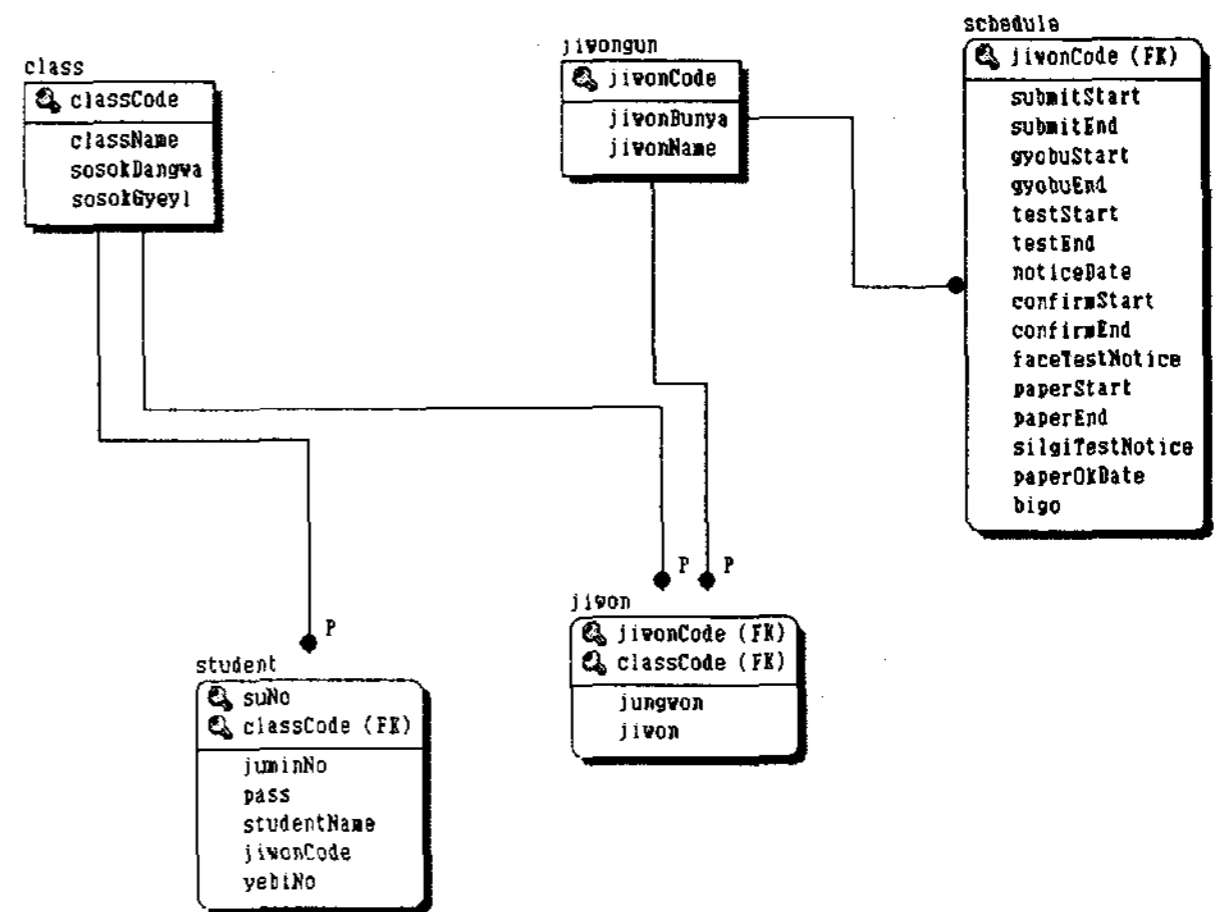 class
classCode
className
sosokDangwa
sosokGyeyl
jiwongun
jiwonCode
jiwonBunya
jiwonName
schedule
jiwonCode (FK)
submitStart
submitEnd
gyobuStart
gyobuEnd
testStart
testEnd
noticeDate
confirmStart
confirmEnd
faceTestNotice
paperStart
paperEnd
silgiTestNotice
paperOkDate
bigo
P
P
P
jiwon
jiwonCode (FK)
classCode (FK)
jungwon
jiwon
student
suNo
classCode (FK)
juminNo
pass
studentName
jiwonCode
yebiNo